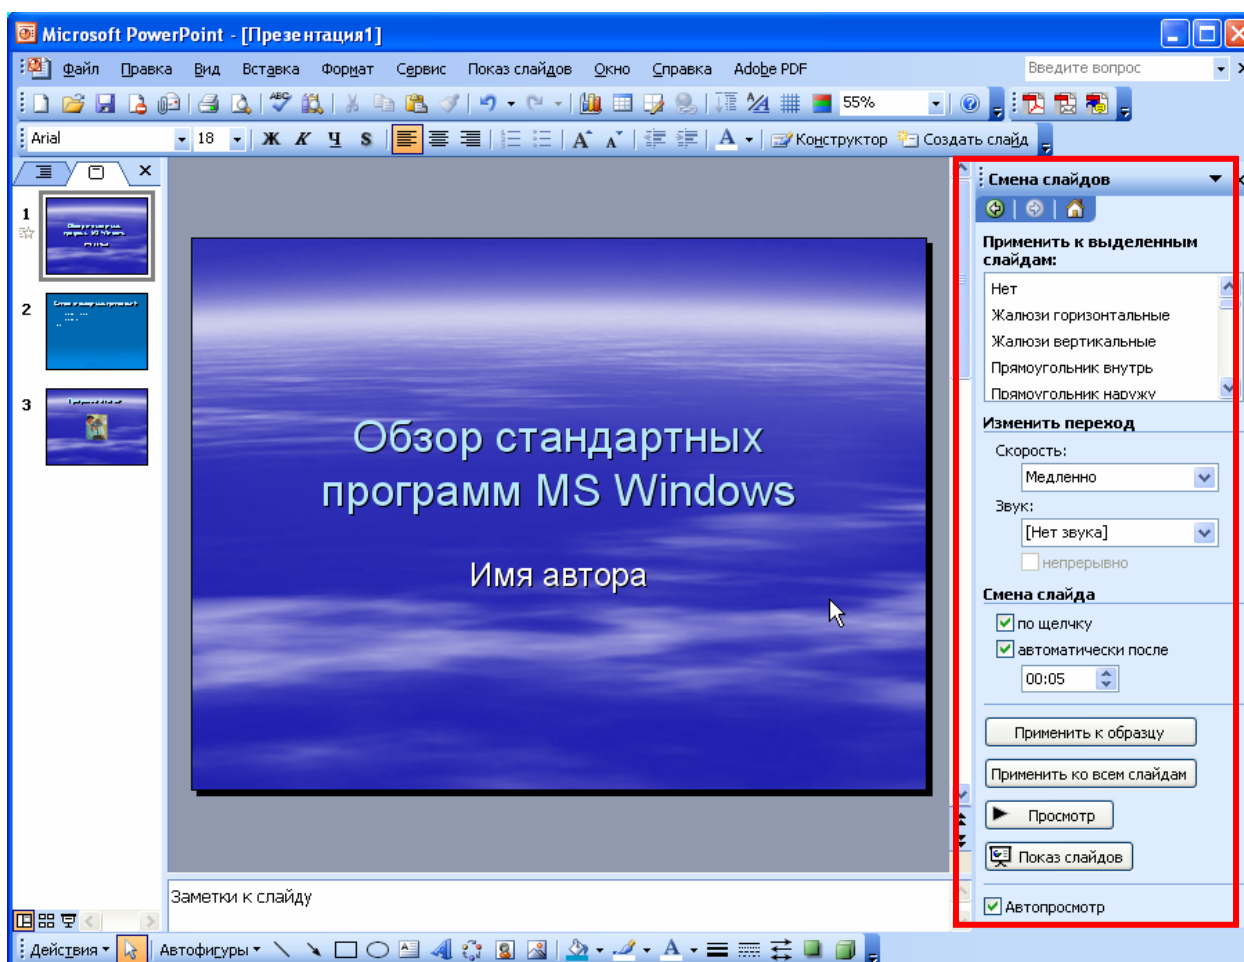 Microsoft PowerPoint - [Презентация1]
Файл Правка Вид Вставка Формат Сервис Показ слайдов Окно Справка Adobe PDF Введите вопрос
55%
Arial 18 Ж К Ч S A A A Конструктор Создать слайд
1
2
3
Обзор стандартных
программ MS Windows
Имя автора
Заметки к слайду
Смена слайдов
Применить к выделенным
слайдам:
Нет
Жалюзи горизонтальные
Жалюзи вертикальные
Прямоугольник внутрь
Прямоугольник наружу
Изменить переход
Скорость:
Медленно
Звук:
[Нет звука]
непрерывно
Смена слайда
по щелчку
автоматически после
00:05
Применить к образцу
Применить ко всем слайдам
Просмотр
Показ слайдов
Автопросмотр
Действия Автофигуры A